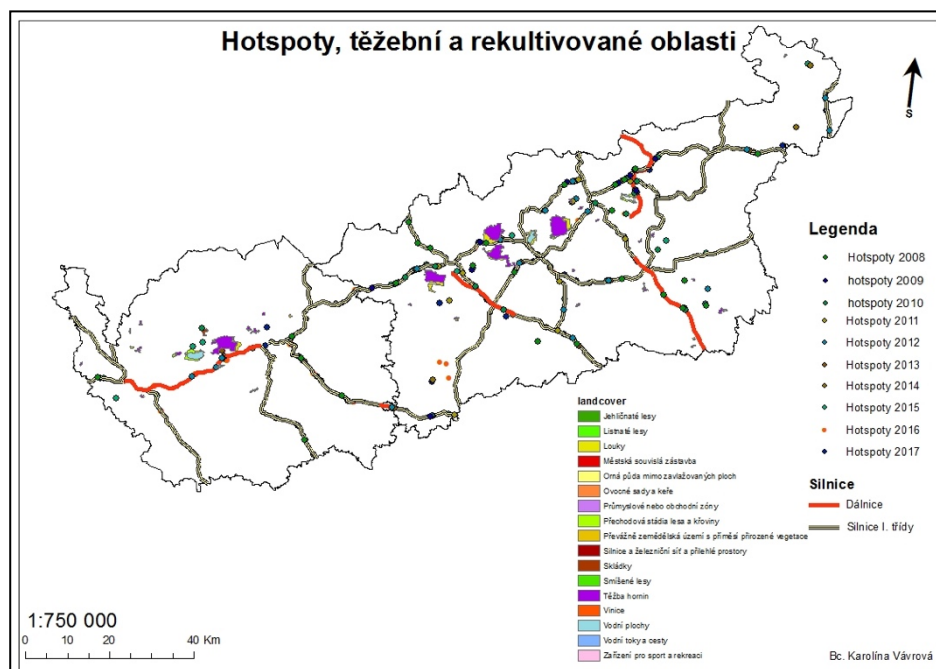 Hotspoty, těžební a rekultivované oblasti
S
Legenda
Hotspoty 2008
hotspoty 2009
hotspoty 2010
Hotspoty 2011
Hotspoty 2012
Hotspoty 2013
Hotspoty 2014
Hotspoty 2015
Hotspoty 2016
Hotspoty 2017
Silnice
Dálnice
Silnice I. třídy
landcover
Jehličnaté lesy
Listnaté lesy
Louky
Městská souvislá zástavba
Orná půda mimo zavlažovaných ploch
Ovocné sady a keře
Průmyslové nebo obchodní zóny
Přechodová stádia lesa a křoviny
Převážně zemědělská území s příměsí přirozené vegetace
Silnice a železniční síť a přilehlé prostory
Skládky
Smíšené lesy
Těžba hornin
Vinice
Vodní plochy
Vodní toky a cesty
Zařízení pro sport a rekreaci
1:750 000
0 10 20 40 Km
Bc. Karolína Vávrová